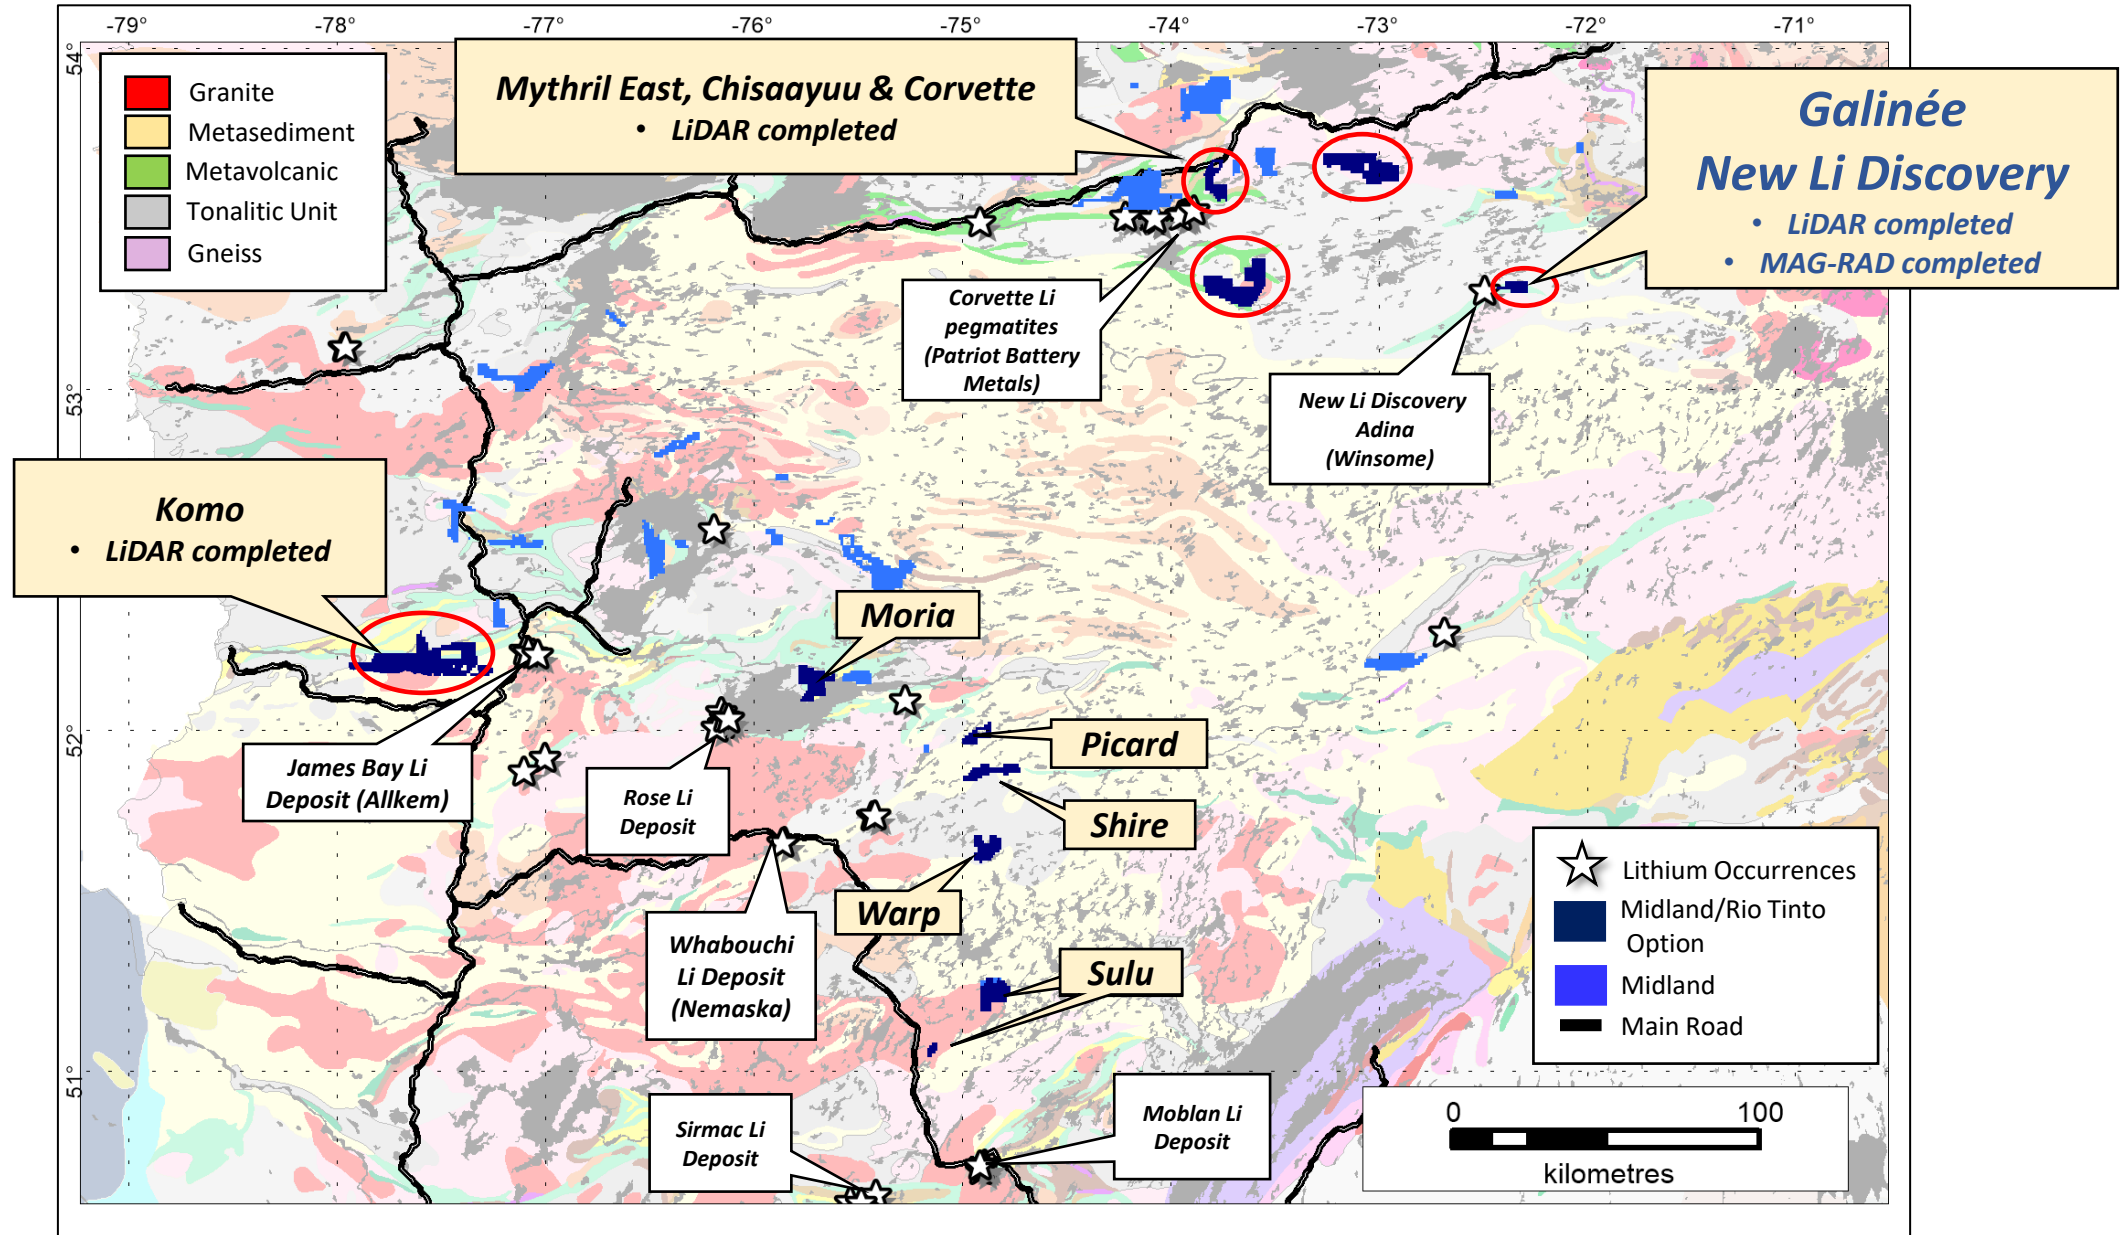 -79° -78° -77° -76° -75° -74° -73° -72° -71°
54°
53°
52°
51°
Granite
Metasediment
Metavolcanic
Tonalitic Unit
Gneiss
Mythril East, Chisaayuu & Corvette
• LiDAR completed
Galinée
New Li Discovery
• LiDAR completed
• MAG-RAD completed
Corvette Li
pegmatites
(Patriot Battery
Metals)
New Li Discovery
Adina
(Winsome)
Komo
• LiDAR completed
Moria
Picard
Shire
Warp
Sulu
James Bay Li
Deposit (Allkem)
Rose Li
Deposit
Whabouchi
Li Deposit
(Nemaska)
Sirmac Li
Deposit
Moblan Li
Deposit
Lithium Occurrences
Midland/Rio Tinto
Option
Midland
Main Road
0 100
kilometres